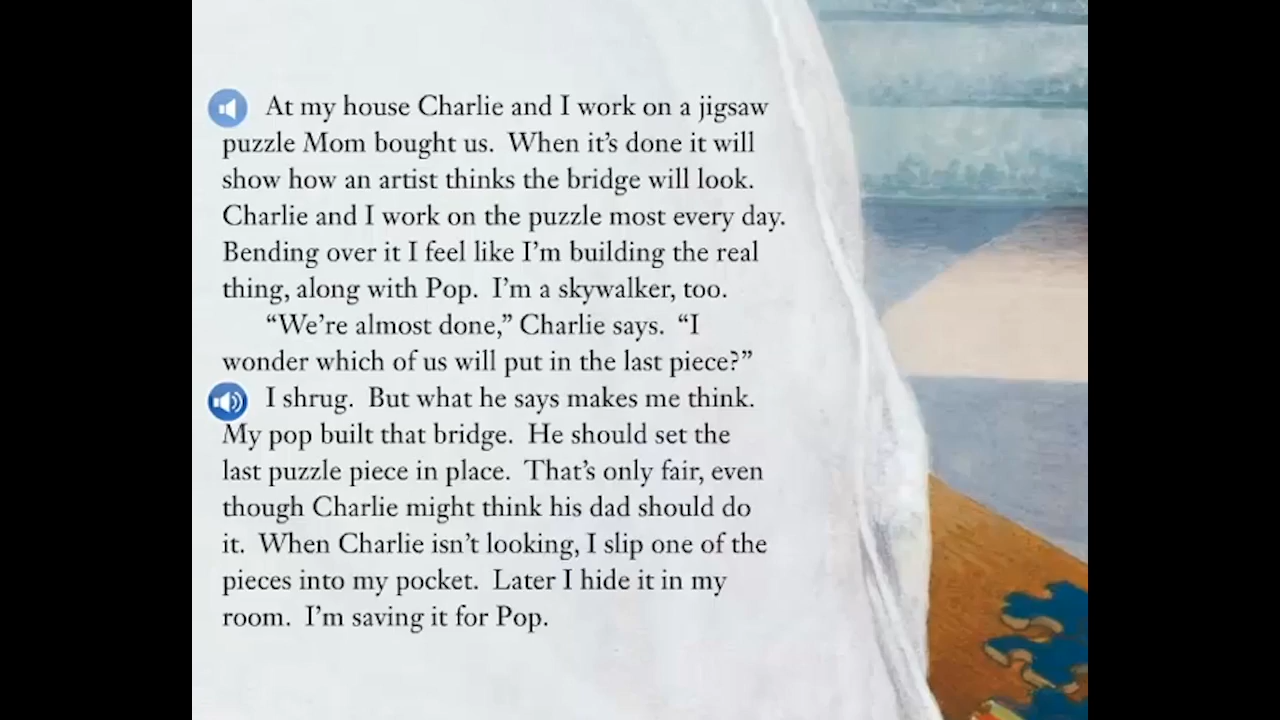 At my house Charlie and I work on a jigsaw
puzzle Mom bought us.  When it’s done it will
show how an artist thinks the bridge will look.
Charlie and I work on the puzzle most every day.
Bending over it I feel like I’m building the real
thing, along with Pop.  I’m a skywalker, too.
“We’re almost done,” Charlie says.  “I
wonder which of us will put in the last piece?”
I shrug.  But what he says makes me think.
My pop built that bridge.  He should set the
last puzzle piece in place.  That’s only fair, even
though Charlie might think his dad should do
it.  When Charlie isn’t looking, I slip one of the
pieces into my pocket.  Later I hide it in my
room.  I’m saving it for Pop.